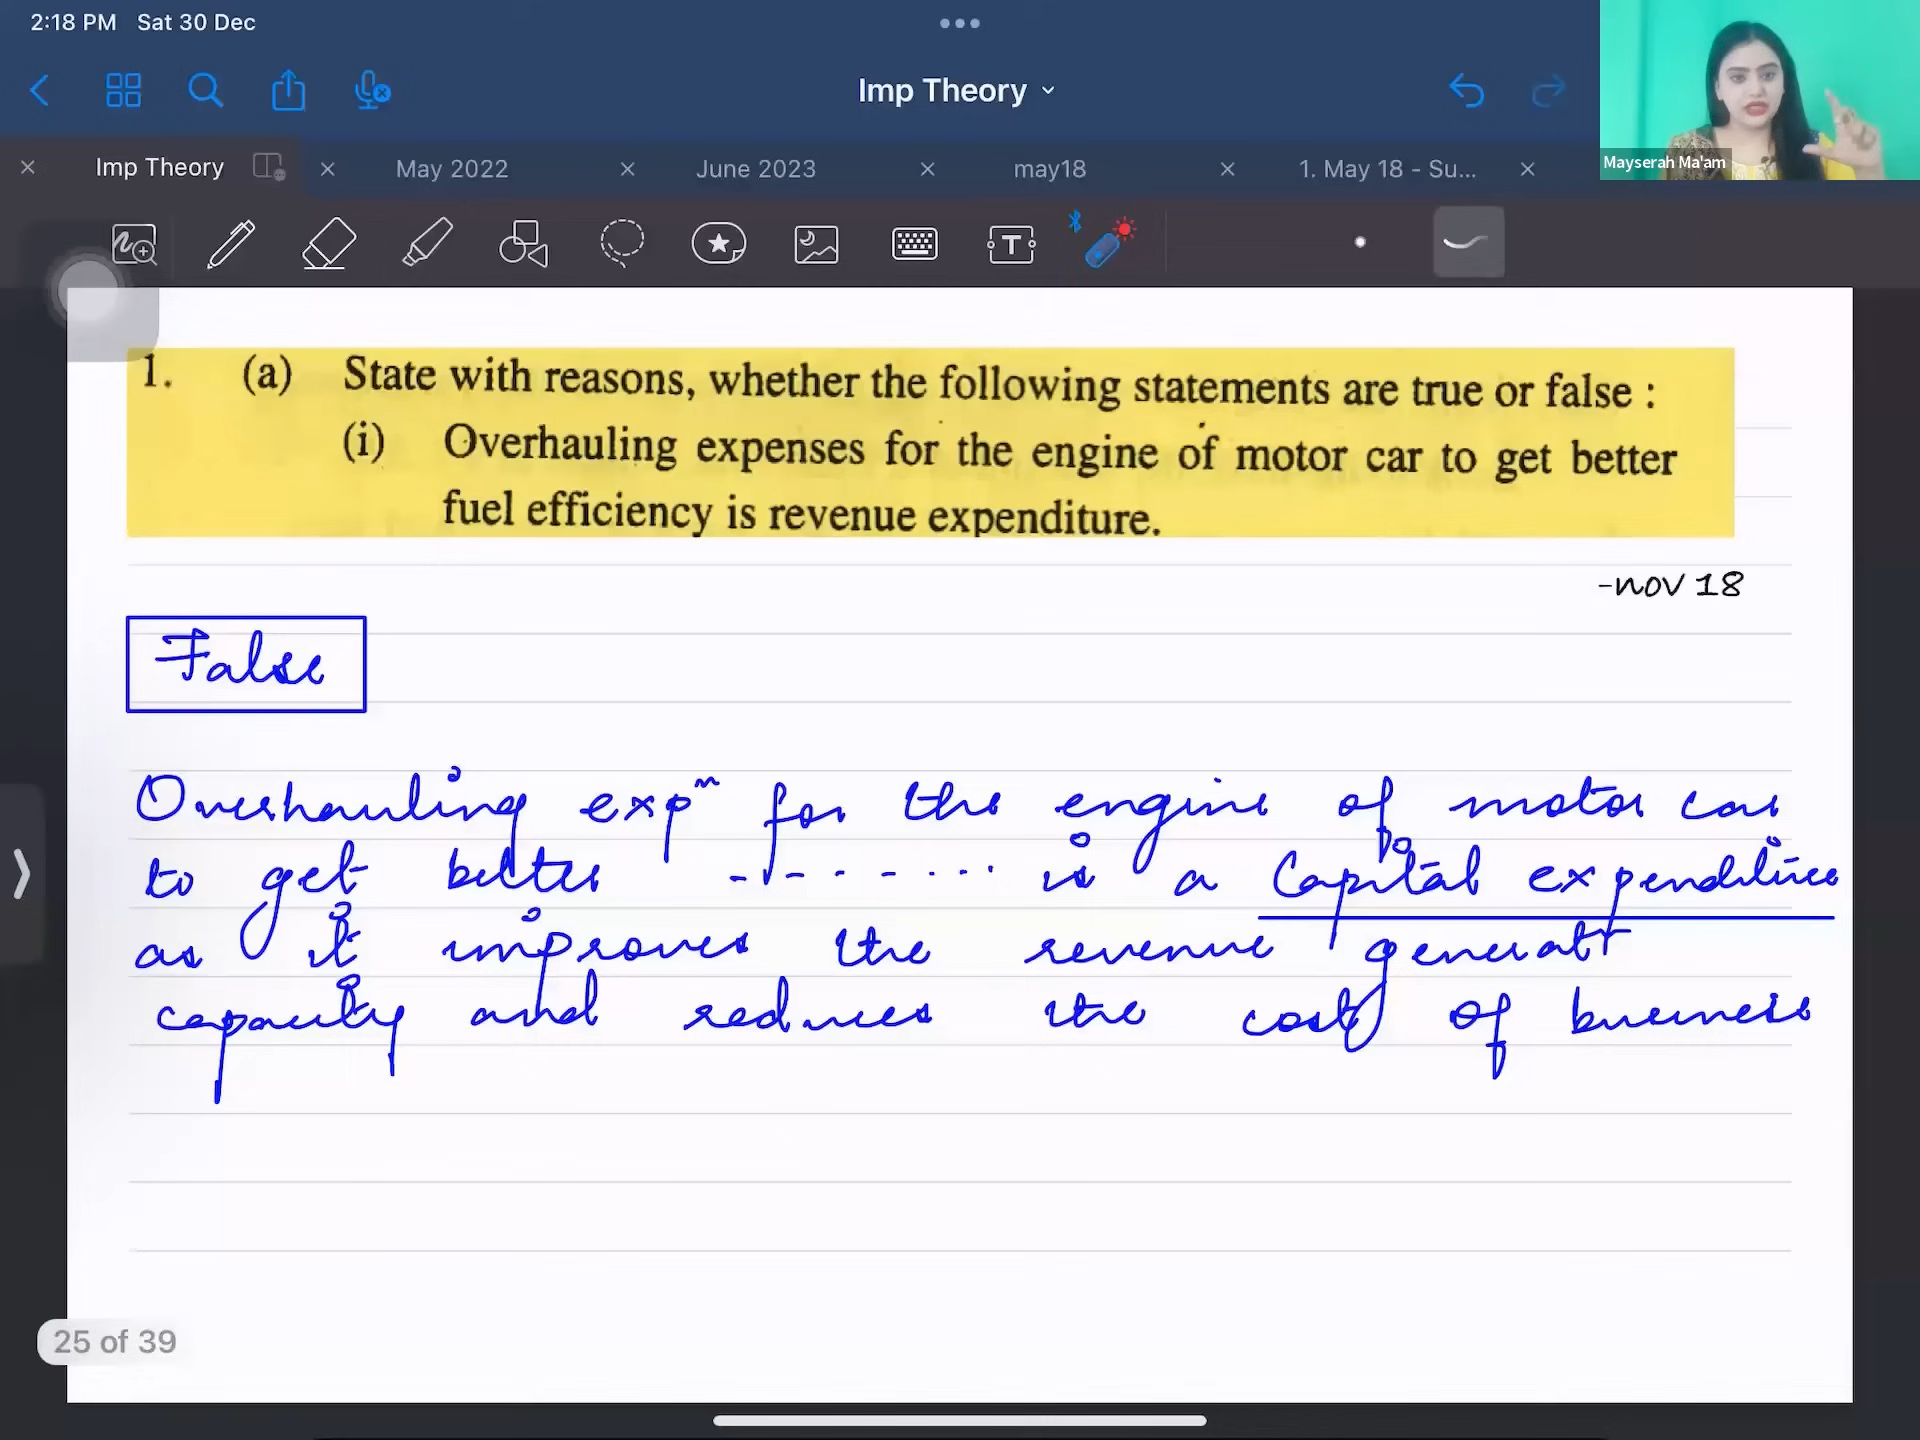 2:18 PM Sat 30 Dec
Imp Theory
Imp Theory
May 2022
June 2023
may18
1. May 18 - Su...
Mayserah Ma'am
1. (a) State with reasons, whether the following statements are true or false :
(i) Overhauling expenses for the engine of motor car to get better
fuel efficiency is revenue expenditure.
-nov 18
False
Overhauling expⁿ for the engine of motor car
to get better - - - - - - ... is a Capital expenditure
as it improves the revenue generatⁿ
capacity and reduces the cost of business
25 of 39